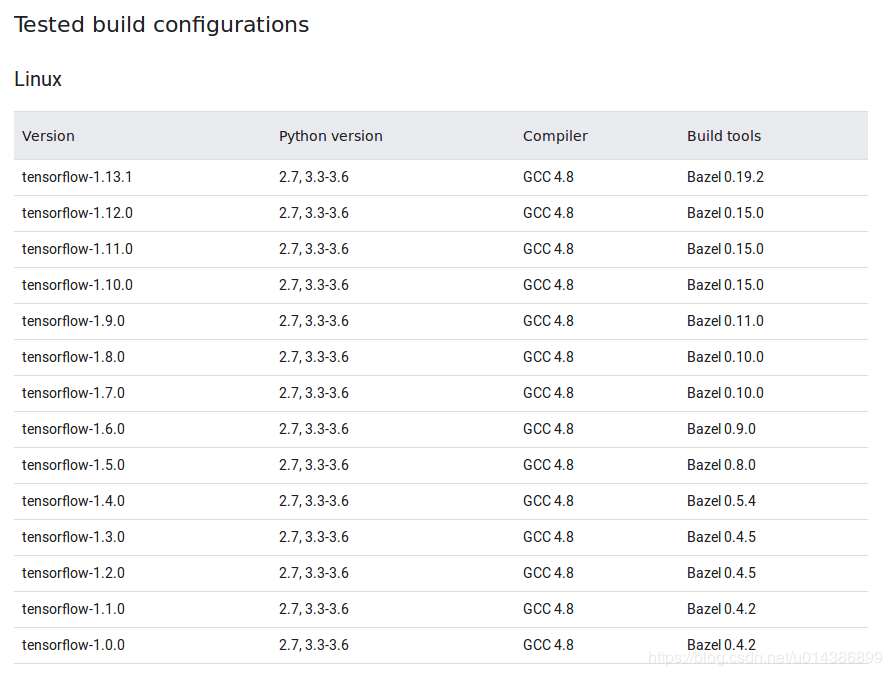 Tested build configurations
Linux
Version Python version Compiler Build tools
tensorflow-1.13.1 2.7, 3.3-3.6 GCC 4.8 Bazel 0.19.2
tensorflow-1.12.0 2.7, 3.3-3.6 GCC 4.8 Bazel 0.15.0
tensorflow-1.11.0 2.7, 3.3-3.6 GCC 4.8 Bazel 0.15.0
tensorflow-1.10.0 2.7, 3.3-3.6 GCC 4.8 Bazel 0.15.0
tensorflow-1.9.0 2.7, 3.3-3.6 GCC 4.8 Bazel 0.11.0
tensorflow-1.8.0 2.7, 3.3-3.6 GCC 4.8 Bazel 0.10.0
tensorflow-1.7.0 2.7, 3.3-3.6 GCC 4.8 Bazel 0.10.0
tensorflow-1.6.0 2.7, 3.3-3.6 GCC 4.8 Bazel 0.9.0
tensorflow-1.5.0 2.7, 3.3-3.6 GCC 4.8 Bazel 0.8.0
tensorflow-1.4.0 2.7, 3.3-3.6 GCC 4.8 Bazel 0.5.4
tensorflow-1.3.0 2.7, 3.3-3.6 GCC 4.8 Bazel 0.4.5
tensorflow-1.2.0 2.7, 3.3-3.6 GCC 4.8 Bazel 0.4.5
tensorflow-1.1.0 2.7, 3.3-3.6 GCC 4.8 Bazel 0.4.2
tensorflow-1.0.0 2.7, 3.3-3.6 GCC 4.8 Bazel 0.4.2
https://blog.csdn.net/u014386899